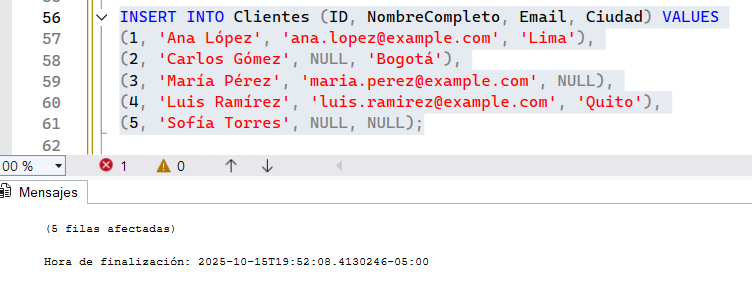 56 INSERT INTO Clientes (ID, NombreCompleto, Email, Ciudad) VALUES
57 (1, 'Ana López', 'ana.lopez@example.com', 'Lima'),
58 (2, 'Carlos Gómez', NULL, 'Bogotá'),
59 (3, 'María Pérez', 'maria.perez@example.com', NULL),
60 (4, 'Luis Ramírez', 'luis.ramirez@example.com', 'Quito'),
61 (5, 'Sofía Torres', NULL, NULL);
62
00 % 1 0
Mensajes
(5 filas afectadas)
Hora de finalización: 2025-10-15T19:52:08.4130246-05:00